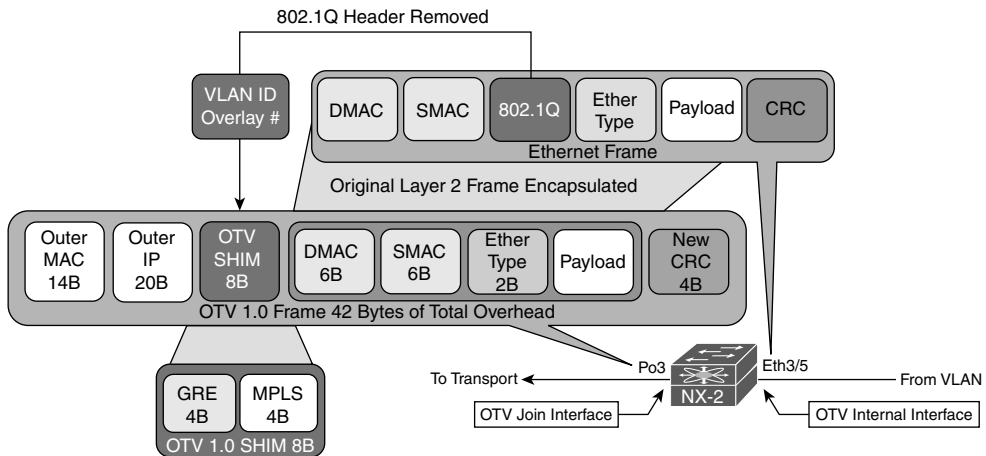 802.1Q Header Removed
VLAN ID
Overlay #
DMAC
SMAC
802.1Q
Ether
Type
Payload
CRC
Ethernet Frame
Original Layer 2 Frame Encapsulated
Outer
MAC
14B
Outer
IP
20B
OTV
SHIM
8B
DMAC
6B
SMAC
6B
Ether
Type
2B
Payload
New
CRC
4B
OTV 1.0 Frame 42 Bytes of Total Overhead
GRE
4B
MPLS
4B
OTV 1.0 SHIM 8B
To Transport
Po3
NX-2
Eth3/5
From VLAN
OTV Join Interface
OTV Internal Interface